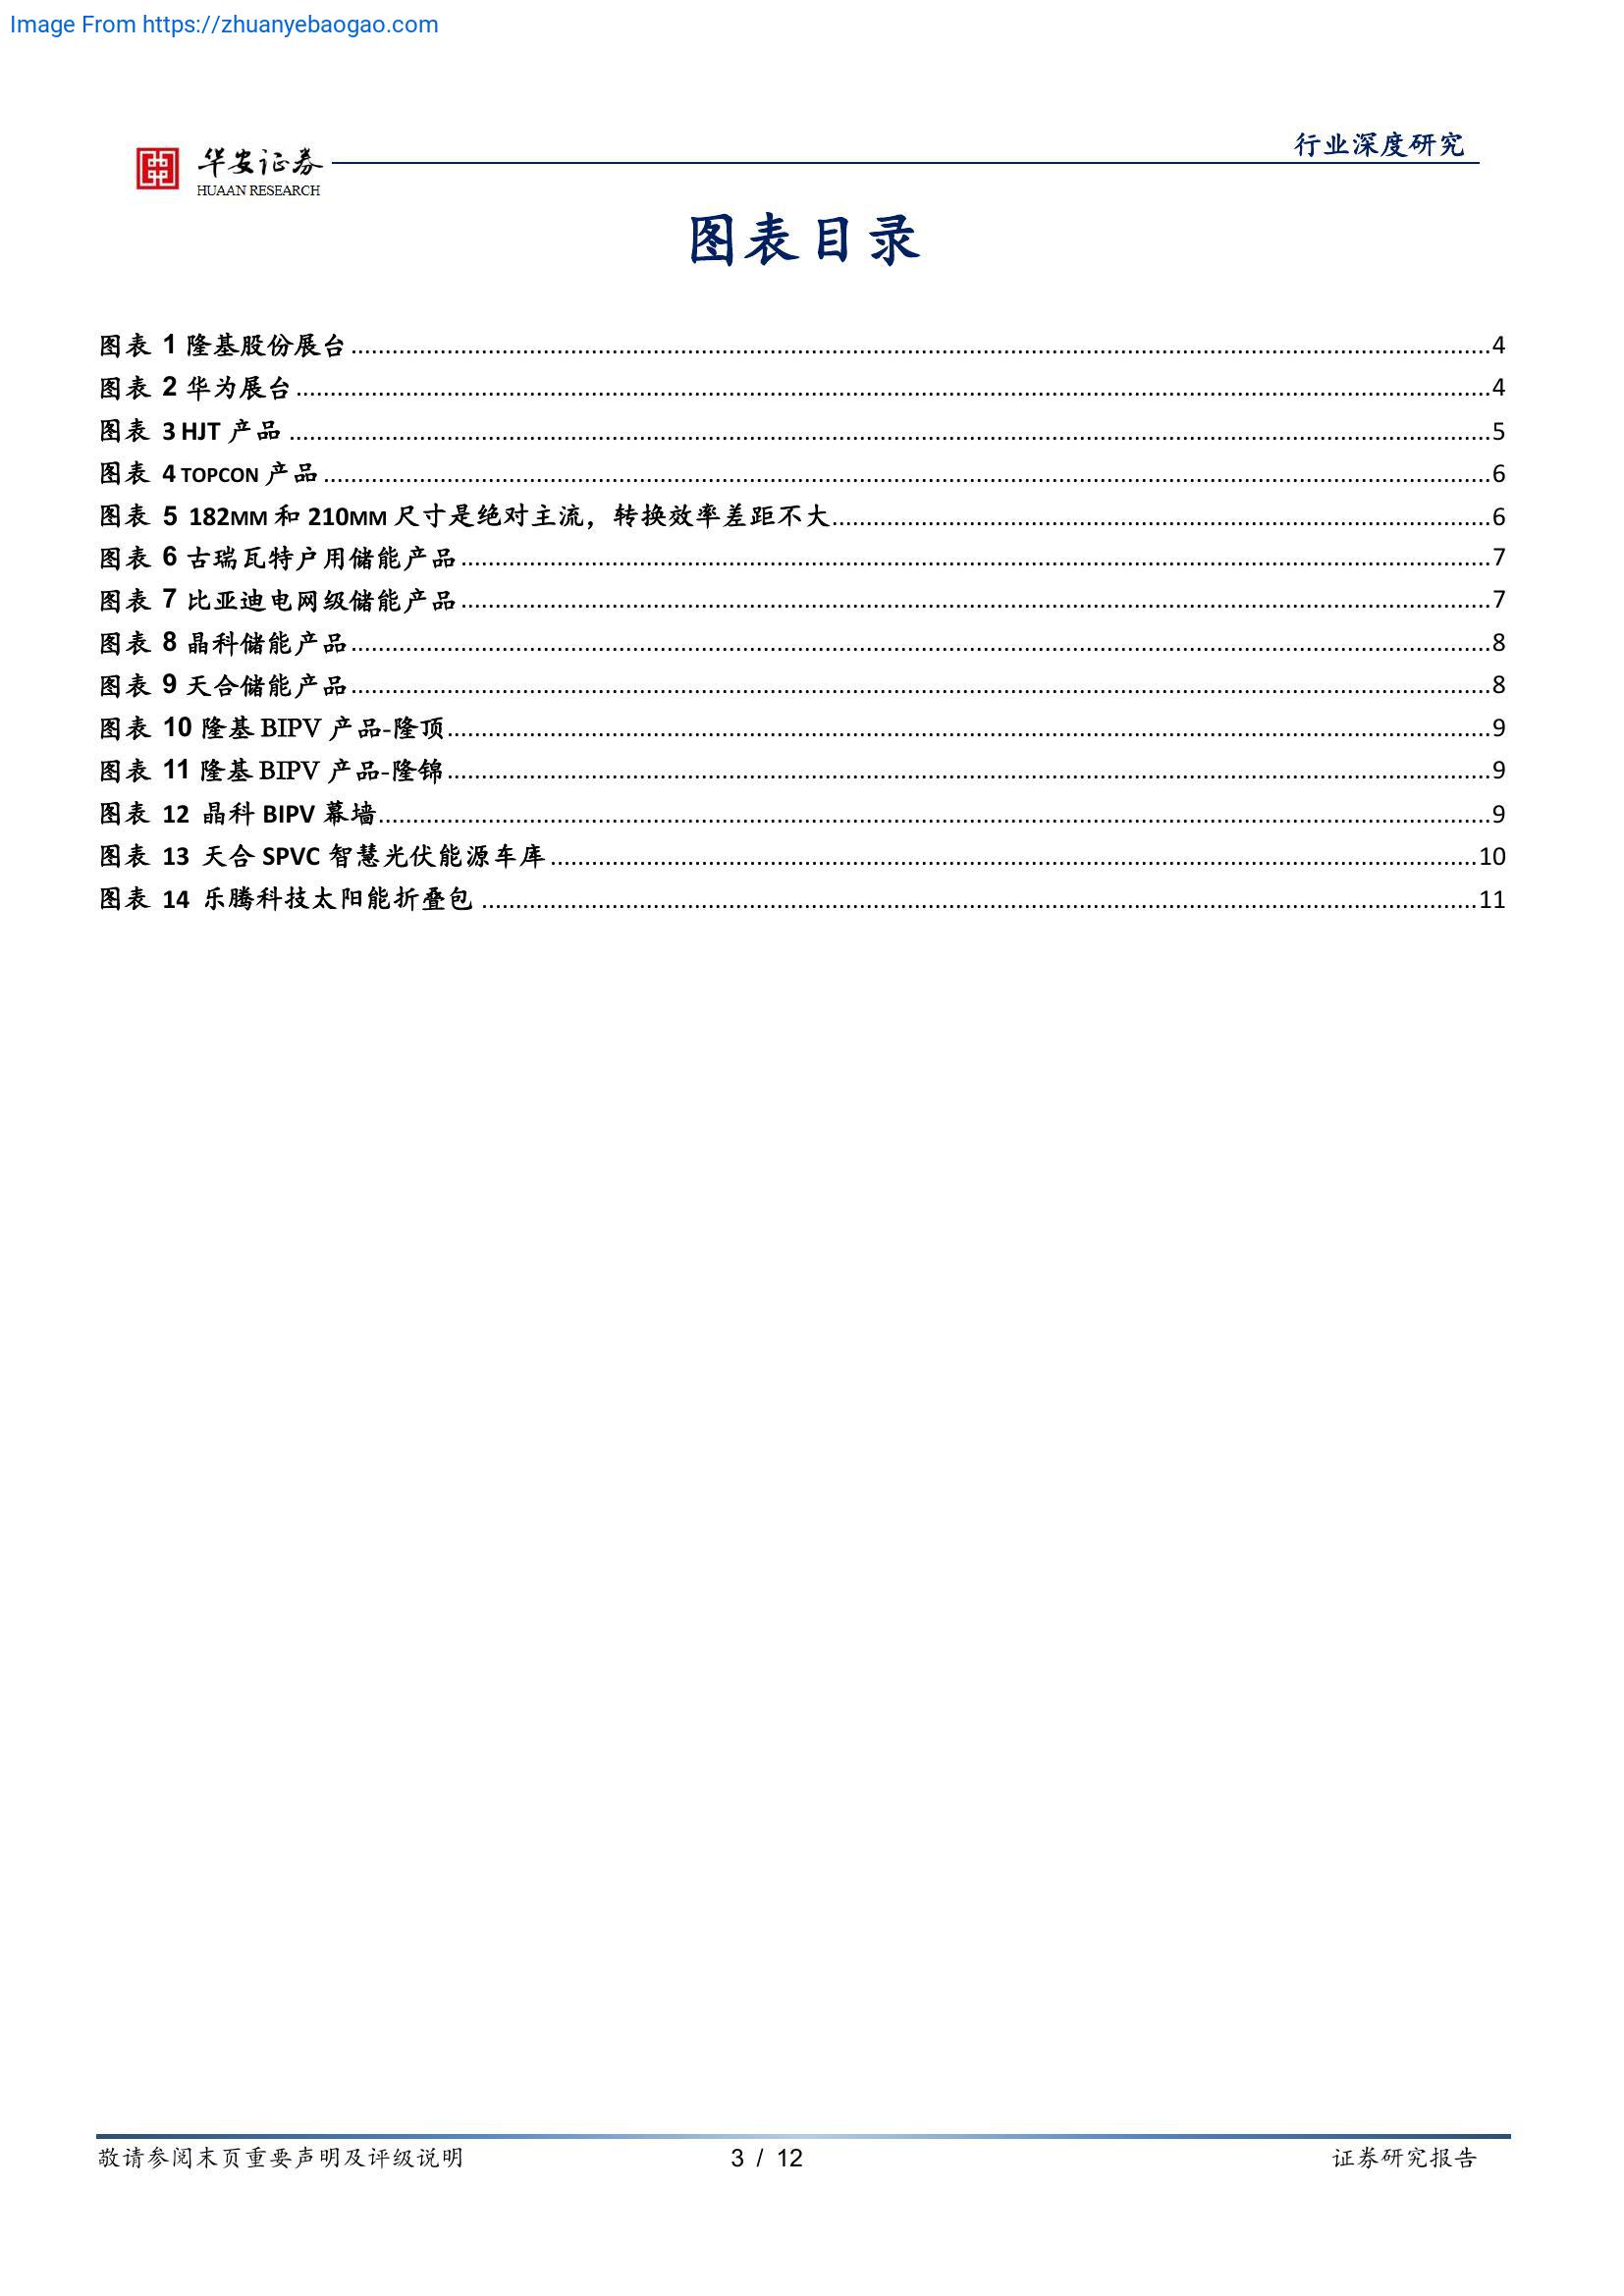 Image From https://zhuanyebaogao.com
华安证券
HUAAN RESEARCH
行业深度研究
图表目录
图表 1 隆基股份展台 4
图表 2 华为展台 4
图表 3 HJT 产品 5
图表 4 TOPCON 产品 6
图表 5 182MM 和 210MM 尺寸是绝对主流，转换效率差距不大 6
图表 6 古瑞瓦特户用储能产品 7
图表 7 比亚迪电网级储能产品 7
图表 8 晶科储能产品 8
图表 9 天合储能产品 8
图表 10 隆基 BIPV 产品-隆顶 9
图表 11 隆基 BIPV 产品-隆锦 9
图表 12 晶科 BIPV 幕墙 9
图表 13 天合 SPVC 智慧光伏能源车库 10
图表 14 乐腾科技太阳能折叠包 11
敬请参阅末页重要声明及评级说明 3 / 12 证券研究报告